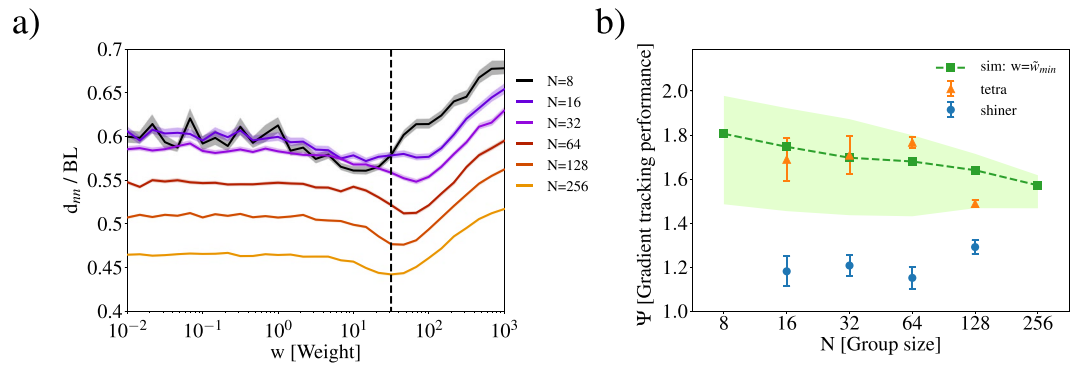 a)
0.7
0.65
0.6
0.55
0.5
0.45
0.4
d_nn / BL
10^-2
10^-1
10^0
10^1
10^2
10^3
w [Weight]
N=8
N=16
N=32
N=64
N=128
N=256
b)
Ψ [Gradient tracking performance]
2.0
1.8
1.6
1.4
1.2
1.0
8
16
32
64
128
256
N [Group size]
sim: w=w̃_min
tetra
shiner